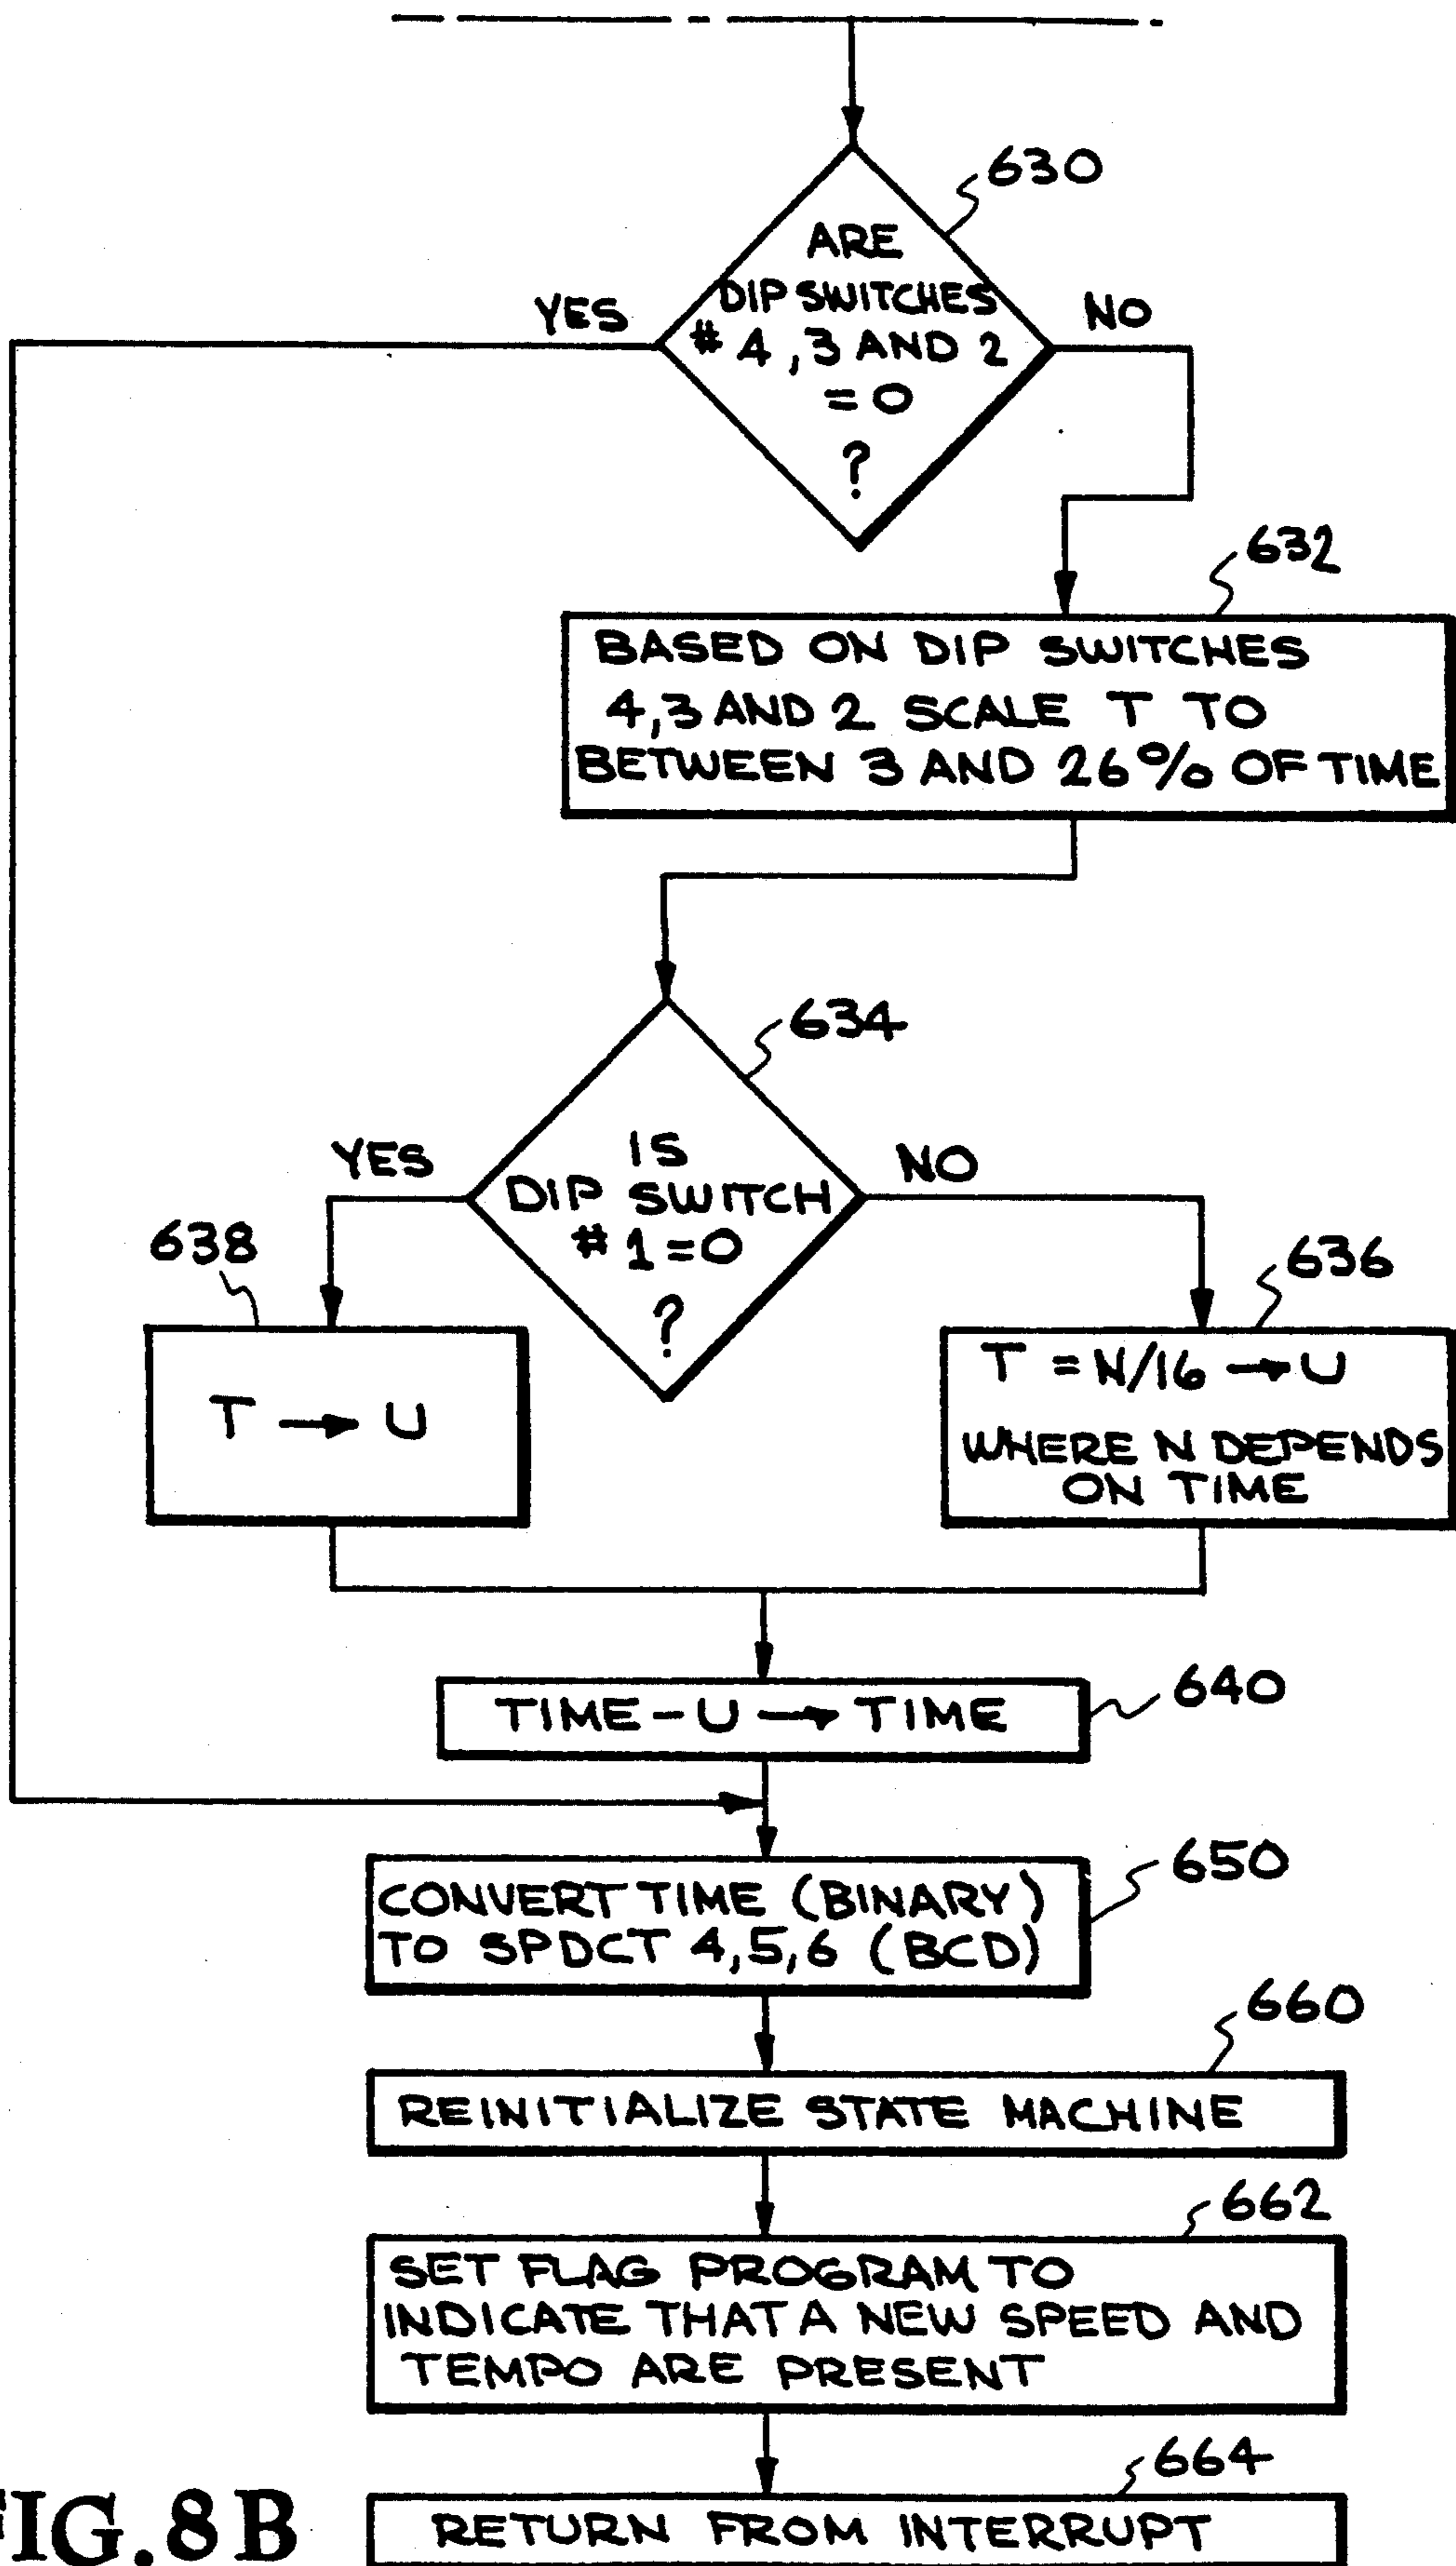 630
ARE
DIP SWITCHES
YES
# 4, 3 AND 2
NO
= 0
?
632
BASED ON DIP SWITCHES
4,3 AND 2 SCALE T TO
BETWEEN 3 AND 26% OF TIME
634
YES
IS
DIP SWITCH
# 1=0
?
NO
638
T → U
636
T = N/16 → U
WHERE N DEPENDS
ON TIME
TIME - U → TIME
640
CONVERT TIME (BINARY)
TO SPDCT 4,5,6 (BCD)
650
660
REINITIALIZE STATE MACHINE
662
SET FLAG PROGRAM TO
INDICATE THAT A NEW SPEED AND
TEMPO ARE PRESENT
664
RETURN FROM INTERRUPT
FIG. 8B